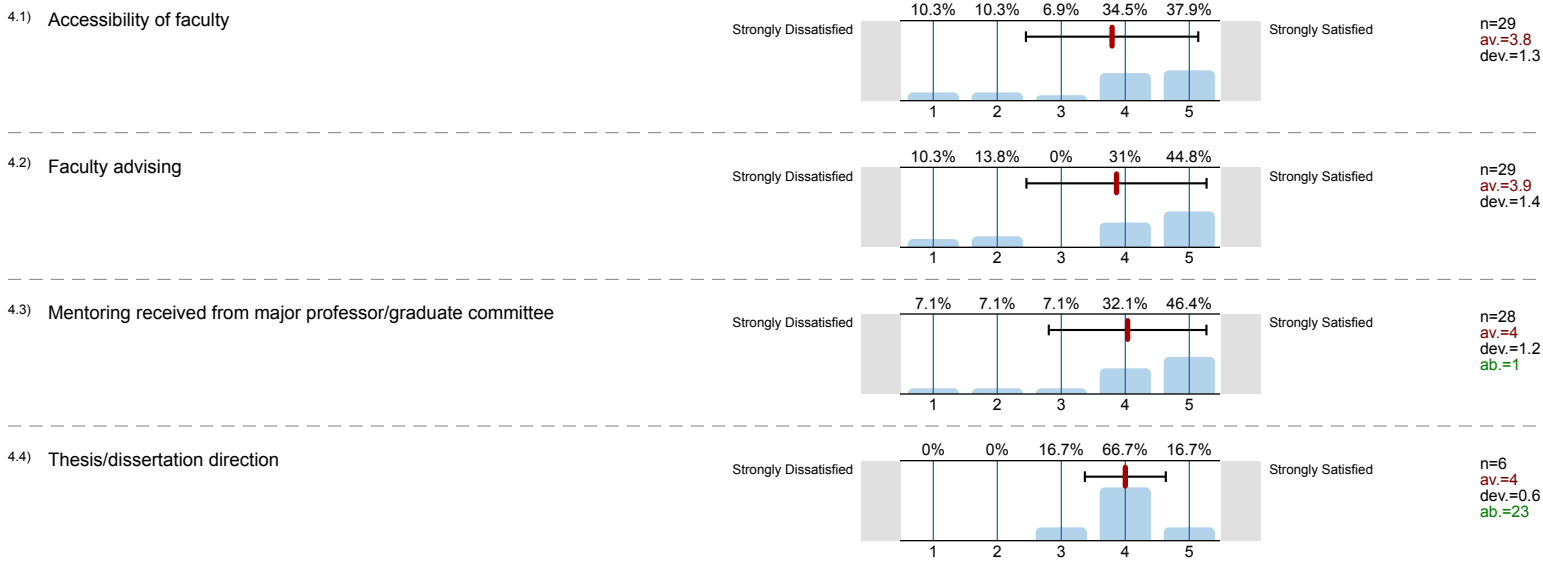 4.1) Accessibility of faculty
Strongly Dissatisfied
10.3% 10.3% 6.9% 34.5% 37.9%
1 2 3 4 5
Strongly Satisfied
n=29
av.=3.8
dev.=1.3
4.2) Faculty advising
Strongly Dissatisfied
10.3% 13.8% 0% 31% 44.8%
1 2 3 4 5
Strongly Satisfied
n=29
av.=3.9
dev.=1.4
4.3) Mentoring received from major professor/graduate committee
Strongly Dissatisfied
7.1% 7.1% 7.1% 32.1% 46.4%
1 2 3 4 5
Strongly Satisfied
n=28
av.=4
dev.=1.2
ab.=1
4.4) Thesis/dissertation direction
Strongly Dissatisfied
0% 0% 16.7% 66.7% 16.7%
1 2 3 4 5
Strongly Satisfied
n=6
av.=4
dev.=0.6
ab.=23